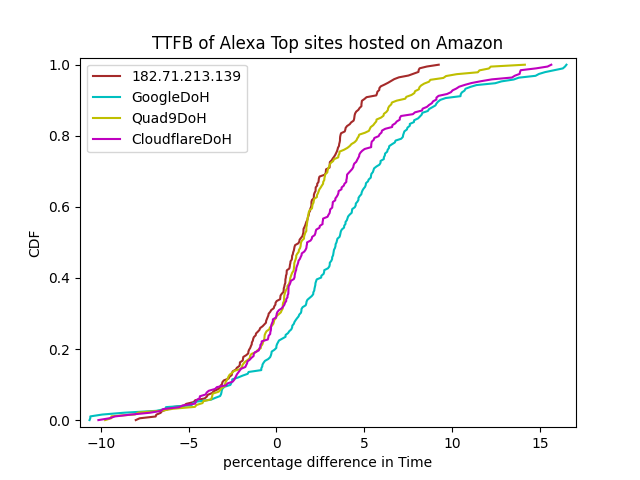 TTFB of Alexa Top sites hosted on Amazon
182.71.213.139
GoogleDoH
Quad9DoH
CloudflareDoH
CDF
1.0
0.8
0.6
0.4
0.2
0.0
−10
−5
0
5
10
15
percentage difference in Time